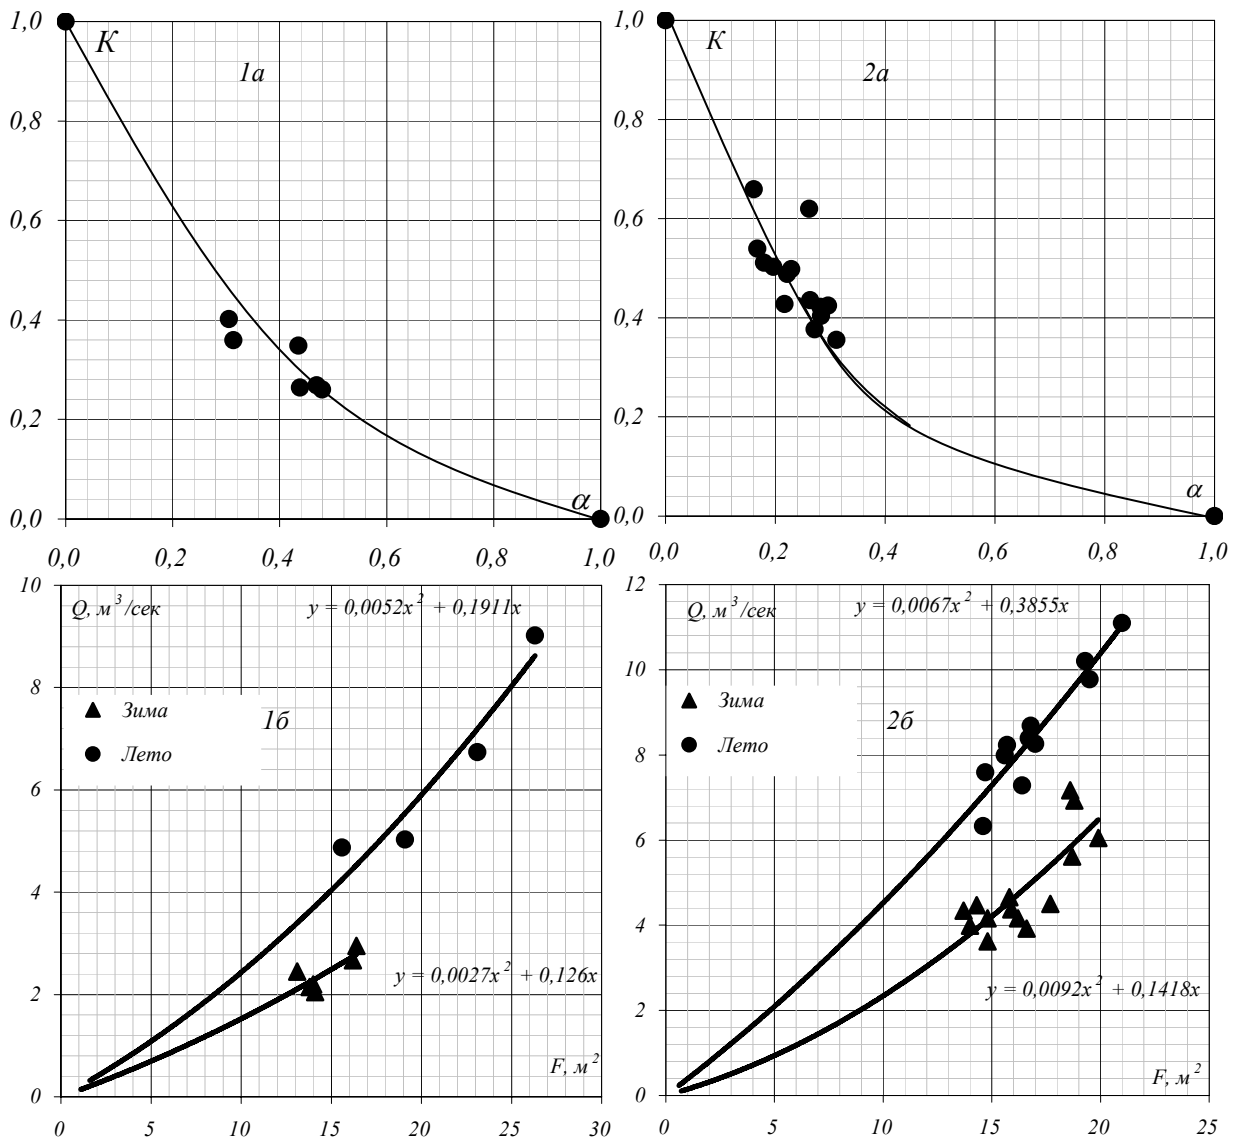 1,0
К
1а
0,8
0,6
0,4
0,2
α
0,0
0,0 0,2 0,4 0,6 0,8 1,0
1,0
К
2а
0,8
0,6
0,4
0,2
α
0,0
0,0 0,2 0,4 0,6 0,8 1,0
10
Q, м³/сек
y = 0,0052x² + 0,1911x
8
Зима
1б
Лето
6
4
y = 0,0027x² + 0,126x
2
F, м²
0
0 5 10 15 20 25 30
12
Q, м³/сек
y = 0,0067x² + 0,3855x
10
Зима
2б
Лето
8
6
4
y = 0,0092x² + 0,1418x
2
F, м²
0
0 5 10 15 20 25